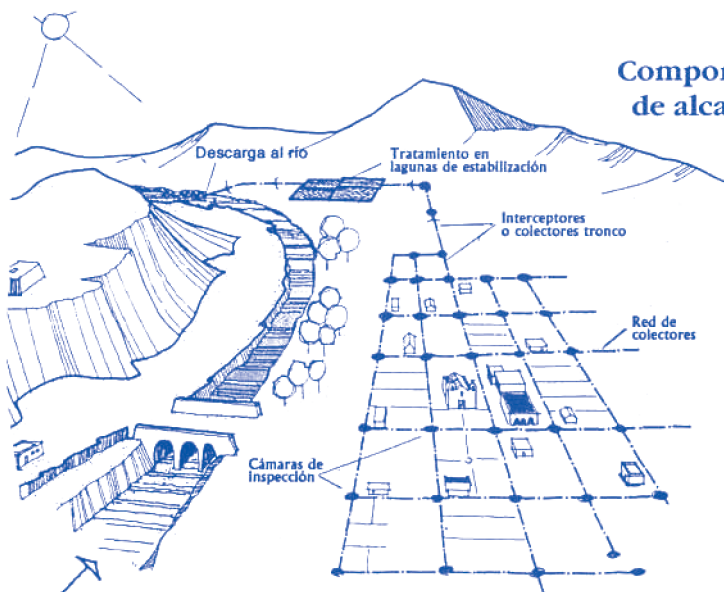 Compo
de alca
Descarga al río
Tratamiento en
lagunas de estabilización
Interceptores
o colectores tronco
Red de
colectores
Cámaras de
inspección